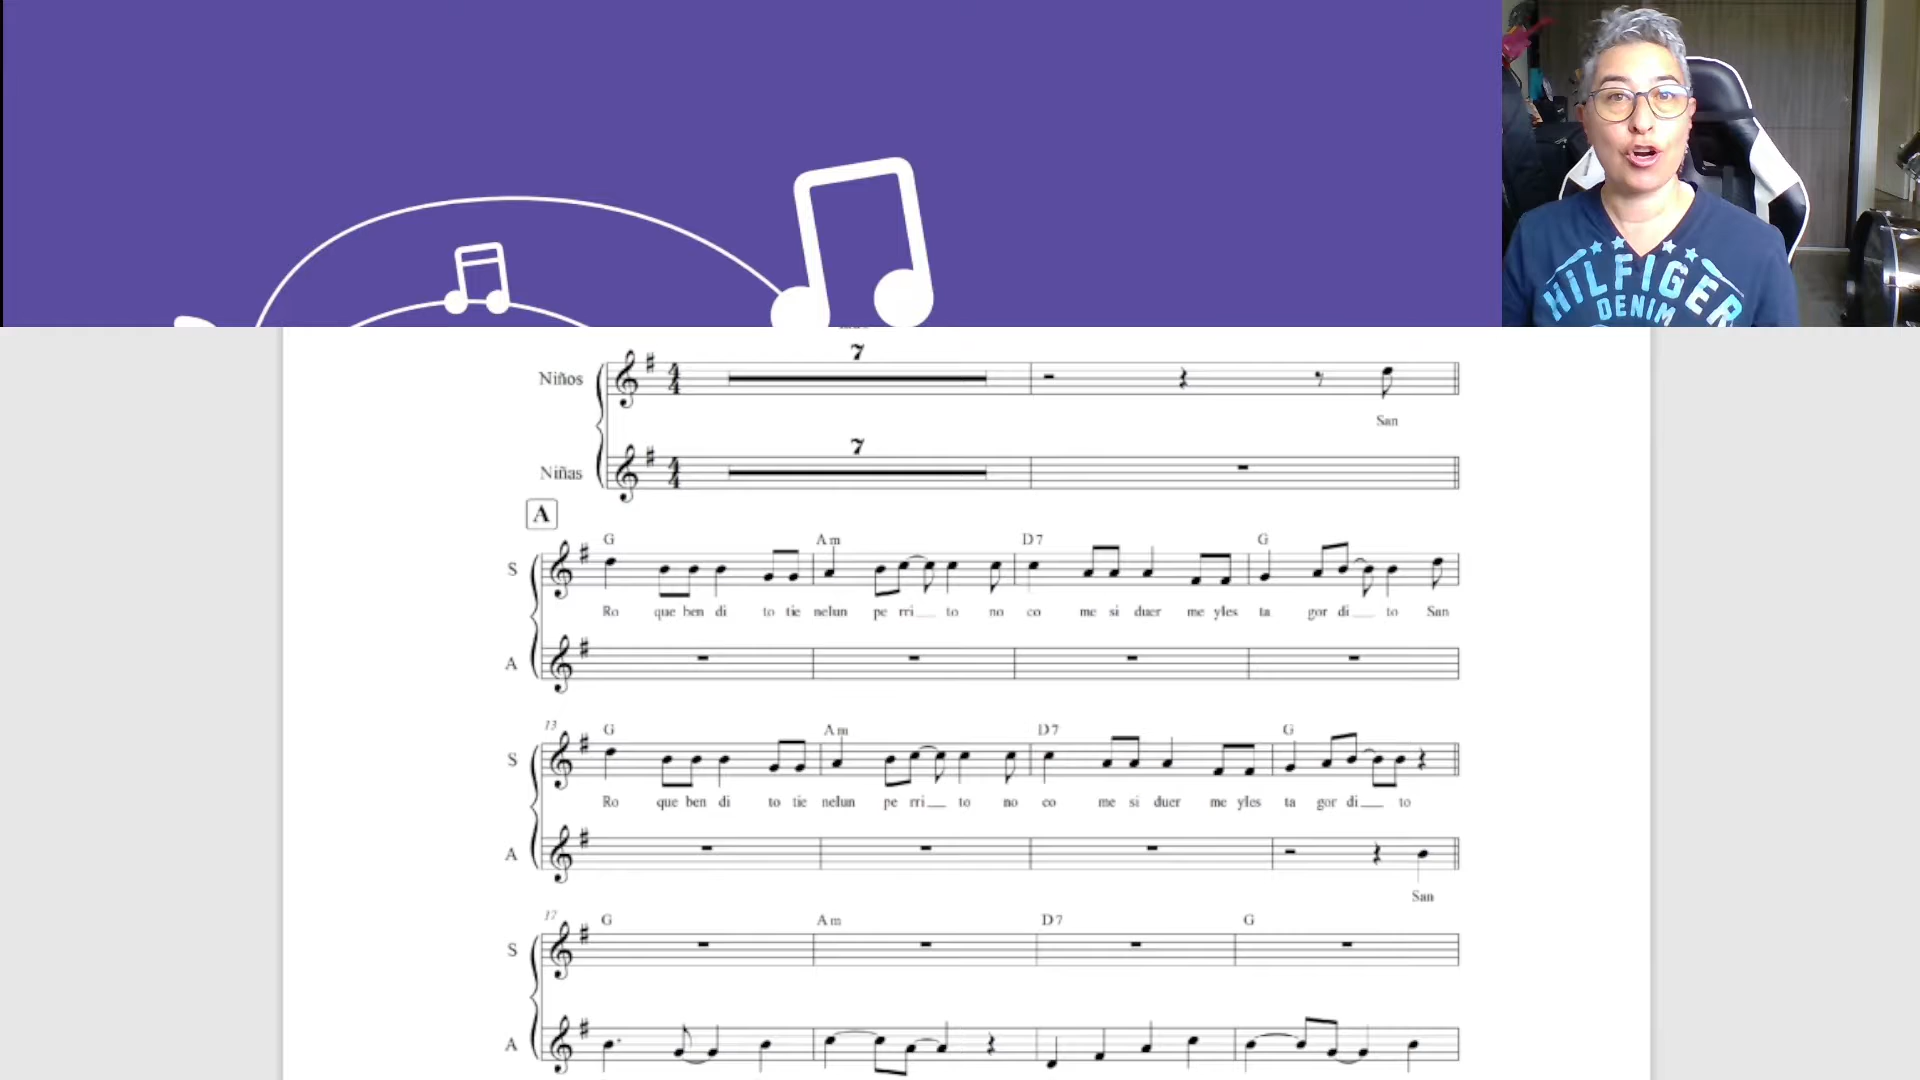 HILFIGER
DENIM
7
Niños
San
7
Niñas
A
G Am D7 G
S
Ro que ben di to tie nelun pe rri to no co me si duer me yles ta gor di to San
A
13 G Am D7 G
S
Ro que ben di to tie nelun pe rri to no co me si duer me yles ta gor di to
A
San
17 G Am D7 G
S
A